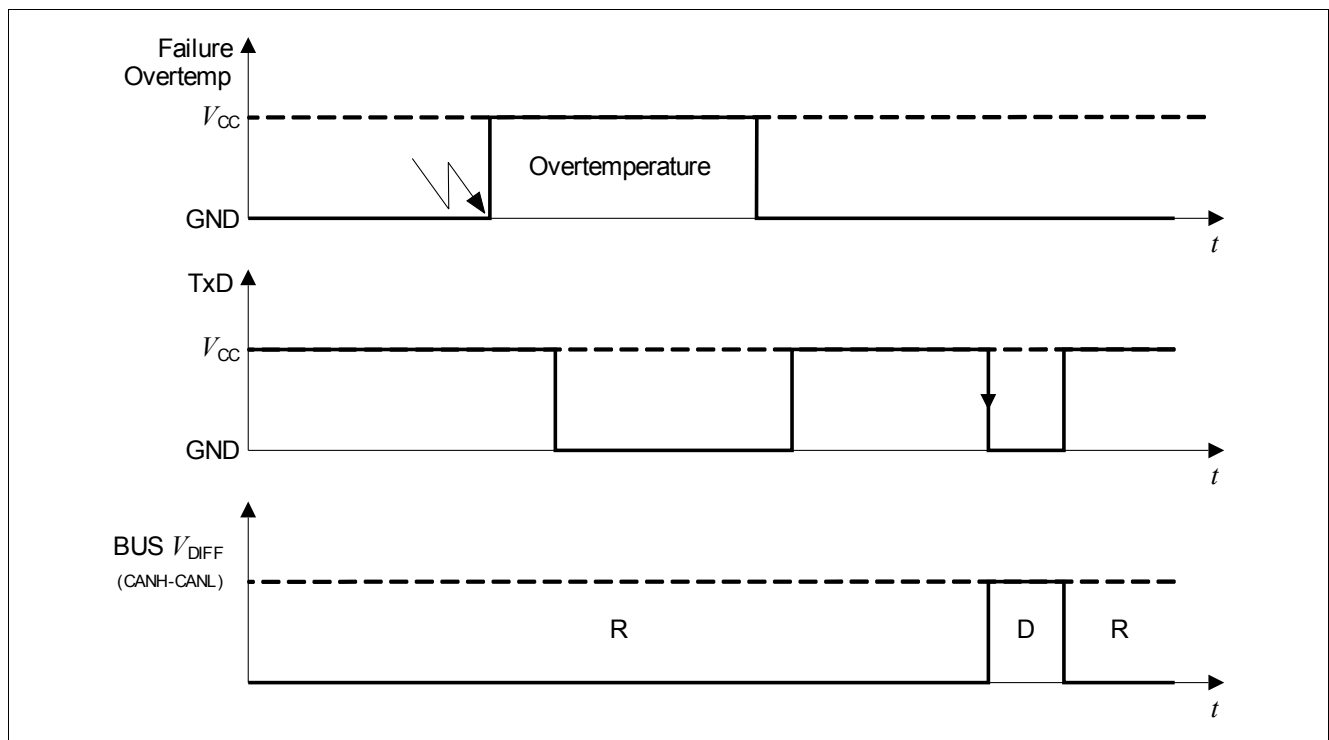 Failure
Overtemp
VCC
Overtemperature
GND
t
TxD
VCC
GND
t
BUS VDIFF
(CANH-CANL)
R
D
R
t